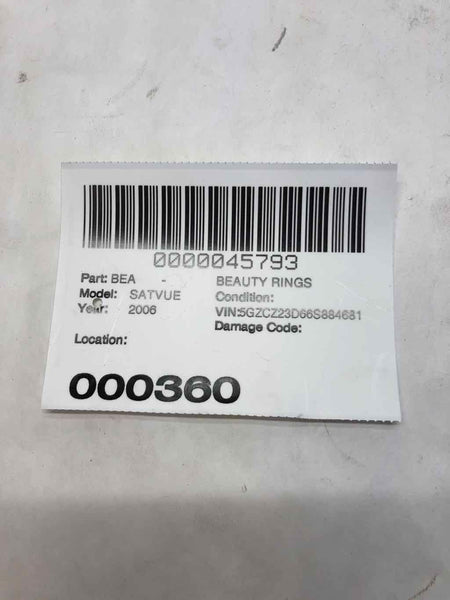 0000045793
Part: BEA - BEAUTY RINGS
Model: SATVUE Condition:
Year: 2006 VIN:5GZCZ23D66S884681
Damage Code:
Location:
000360